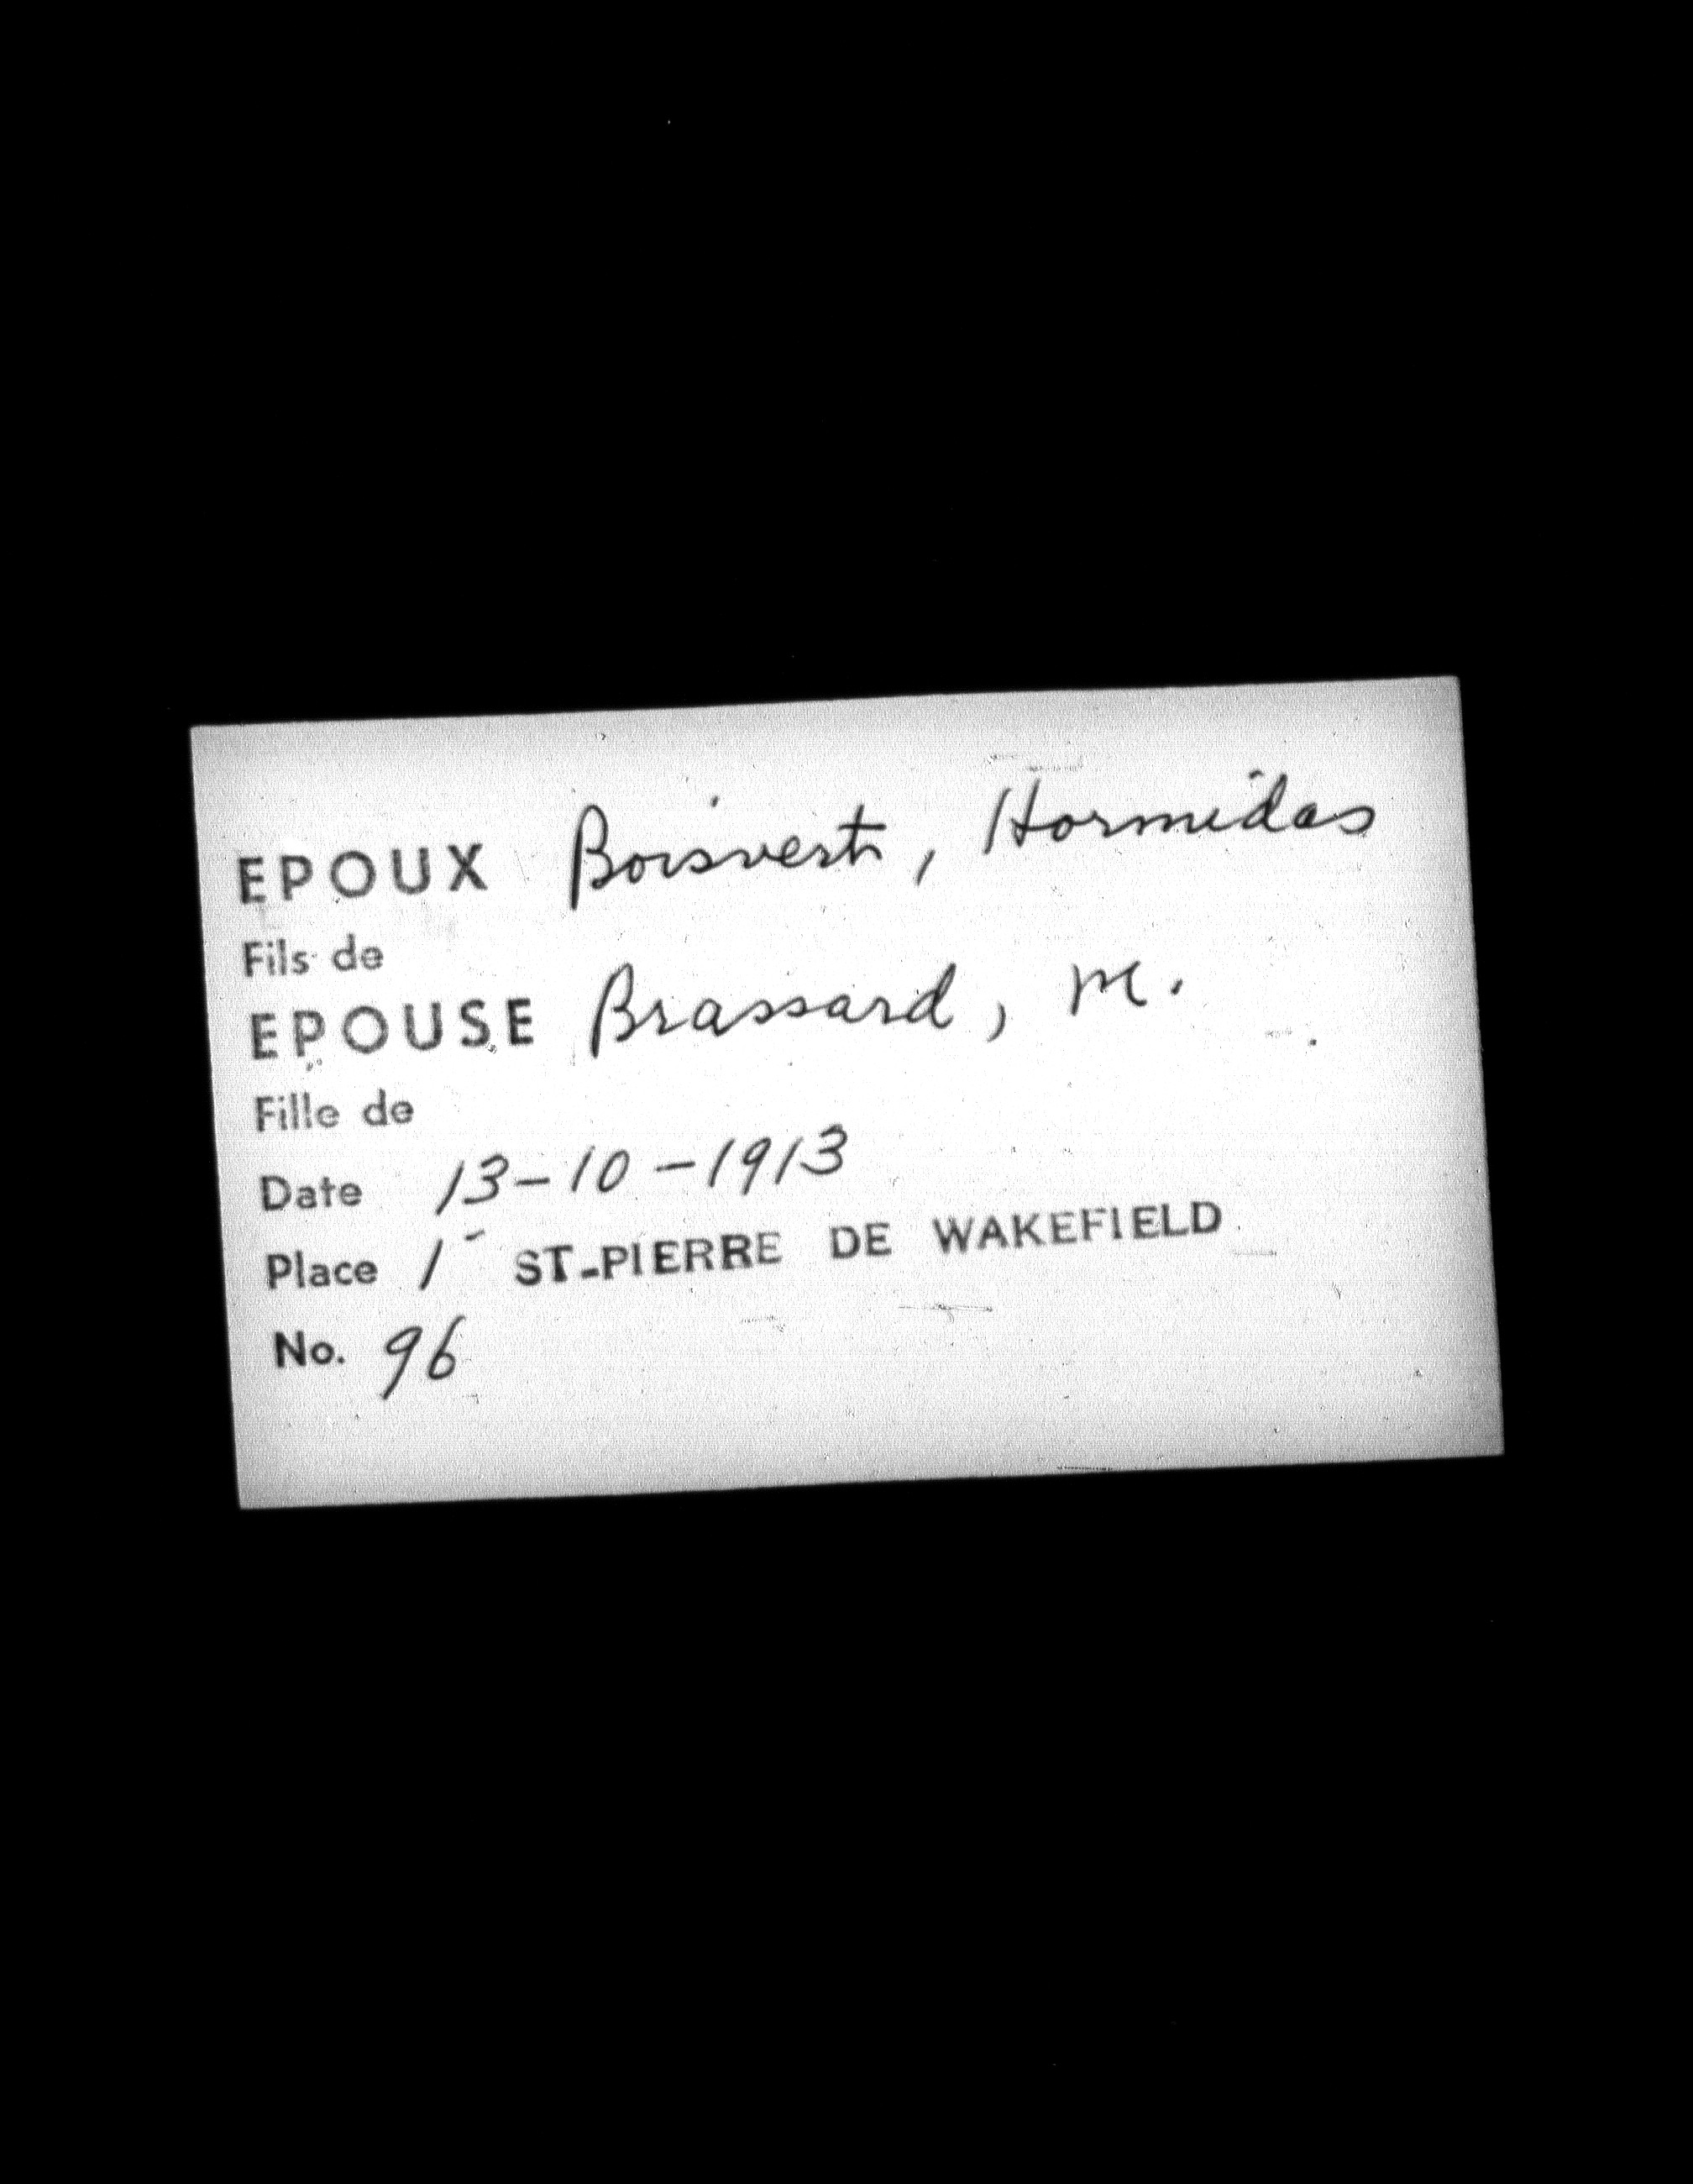 EPOUX Boisvert, Hormidas
Fils de
EPOUSE Brassard, M.
Fille de
Date 13-10-1913
Place 1- ST-PIERRE DE WAKEFIELD
No. 96